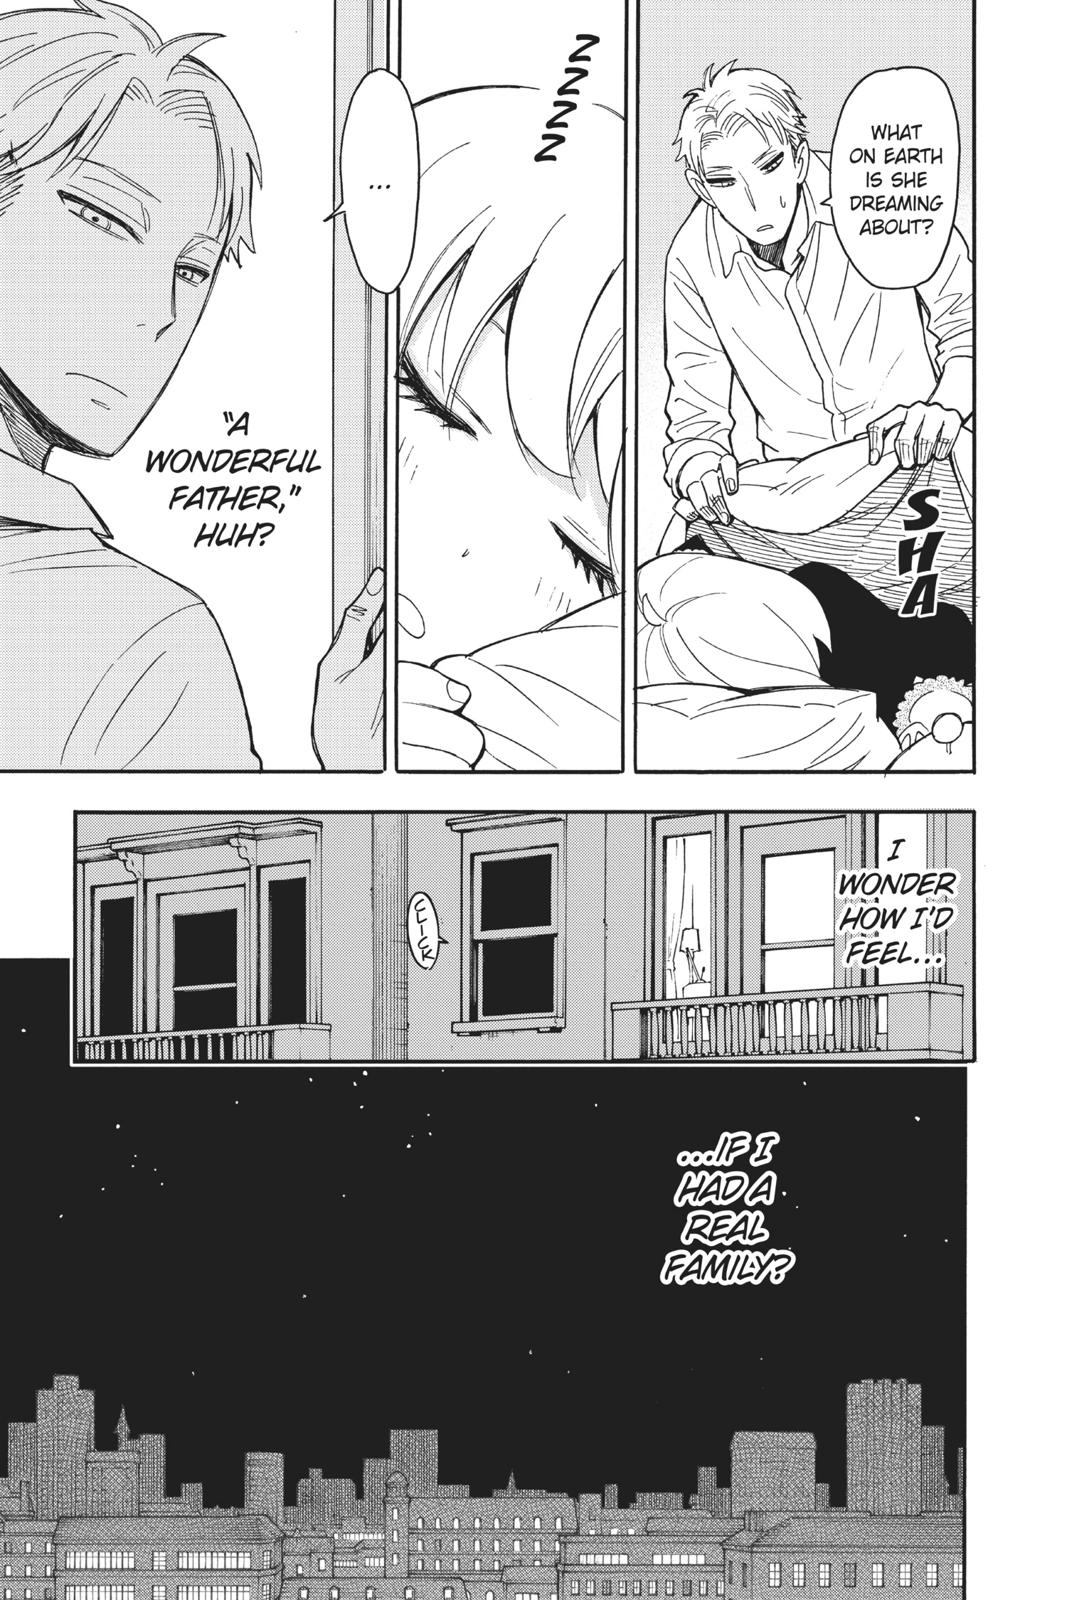 WHAT
ON EARTH
IS SHE
DREAMING
ABOUT?
SHA
ZZZZ
...
"A
WONDERFUL
FATHER,"
HUH?
I
WONDER
HOW I'D
FEEL...
CLICK
...IF I
HAD A
REAL
FAMILY?